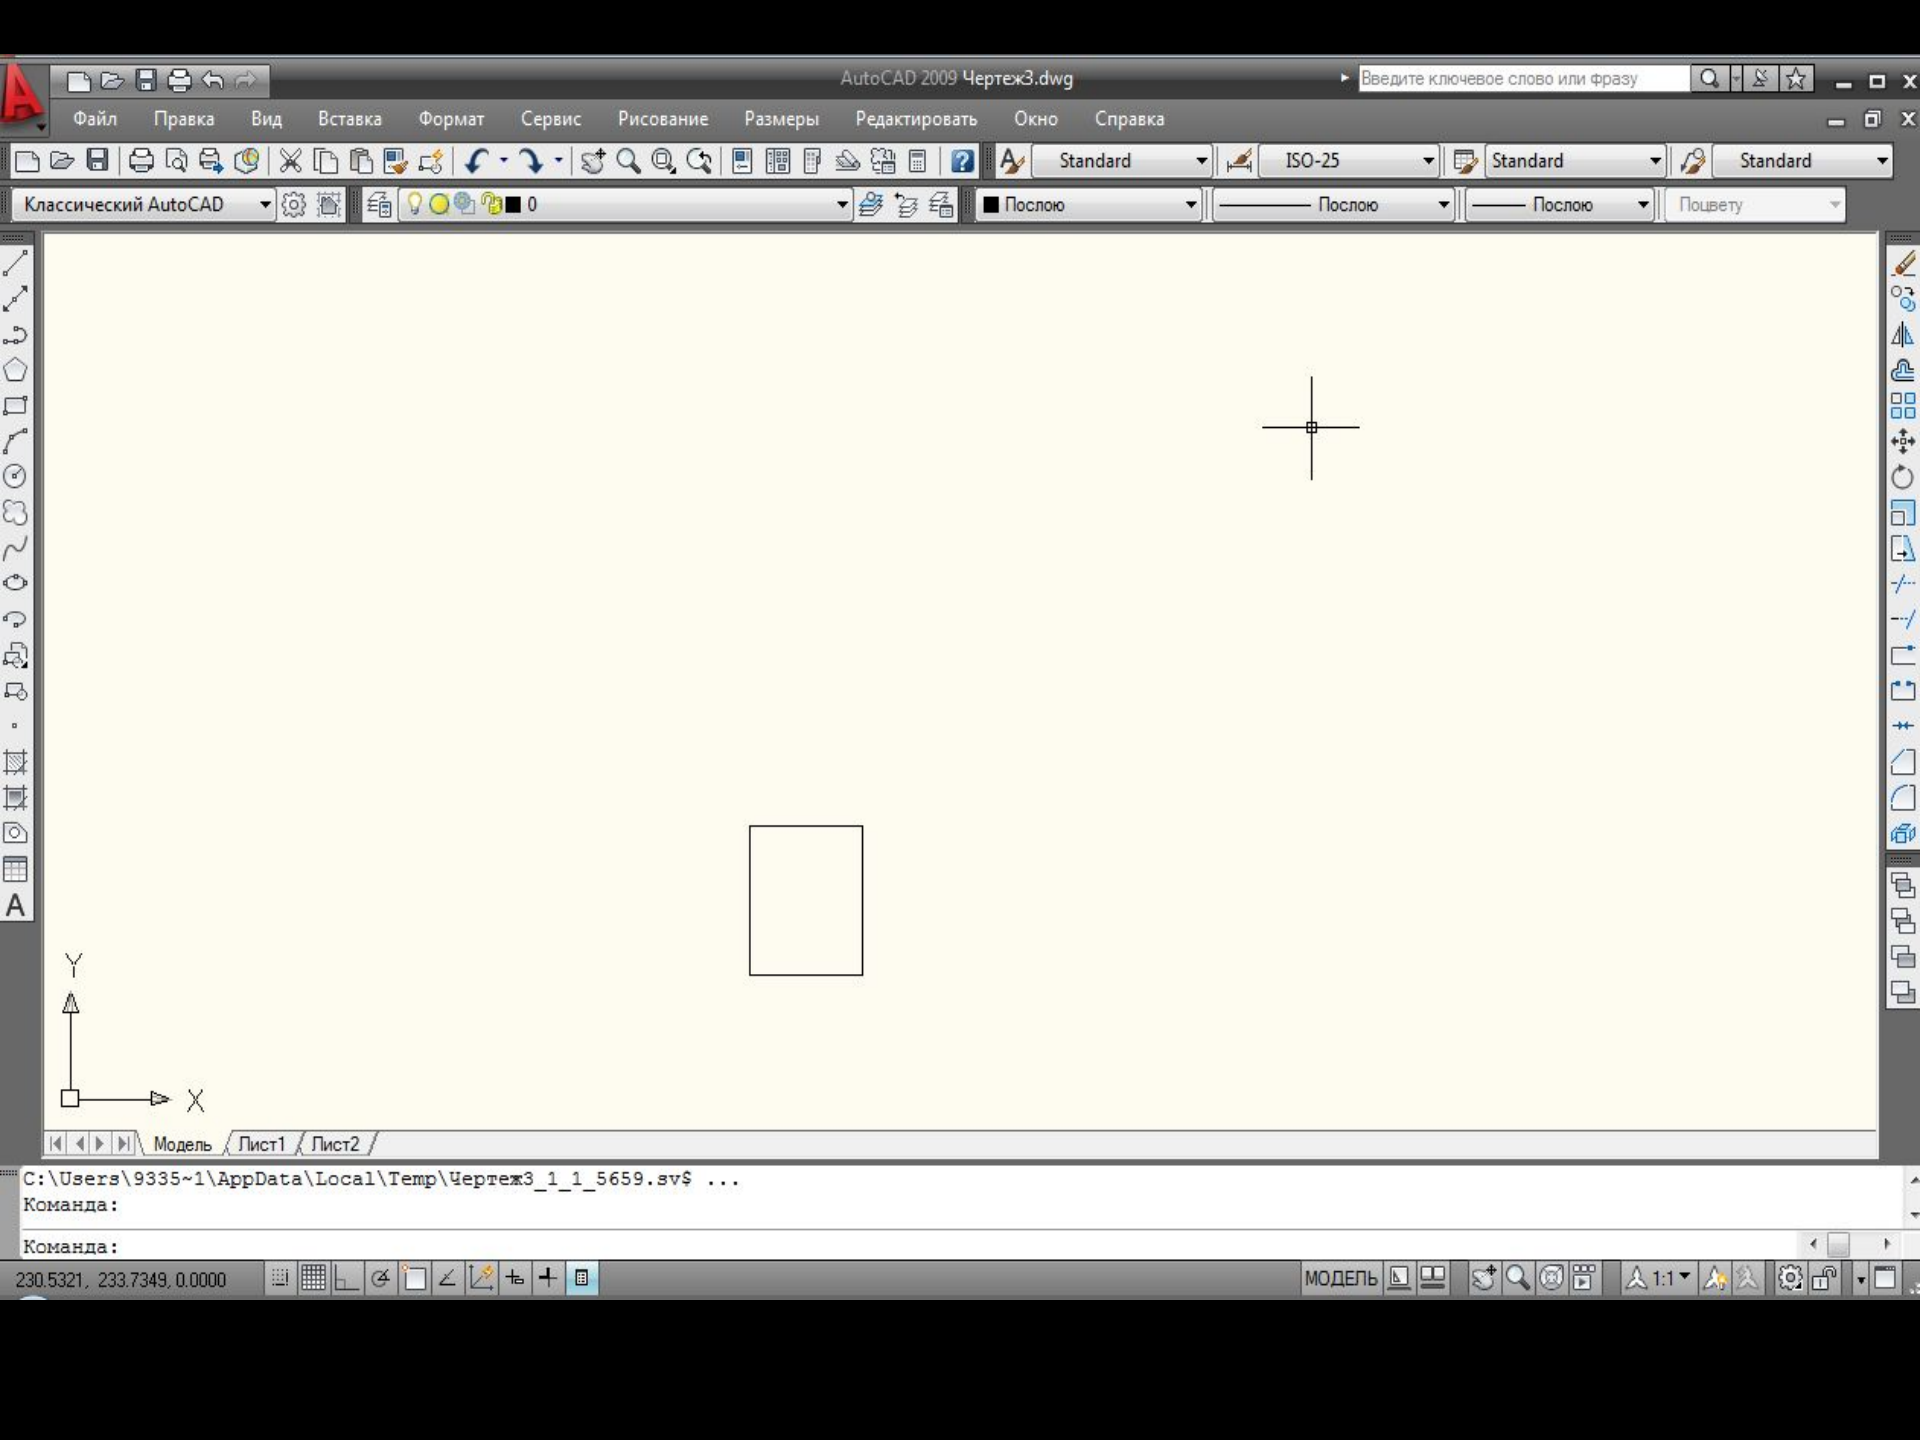 AutoCAD 2009 Чертеж3.dwg
Введите ключевое слово или фразу
Файл Правка Вид Вставка Формат Сервис Рисование Размеры Редактировать Окно Справка
Standard ISO-25 Standard Standard
Классический AutoCAD 0 Послою Послою Послою Поцвету
A
Y
X
Модель Лист1 Лист2
C:\Users\9335~1\AppData\Local\Temp\Чертеж3_1_1_5659.sv$ ...
Команда:
Команда:
230.5321, 233.7349, 0.0000 МОДЕЛЬ 1:1